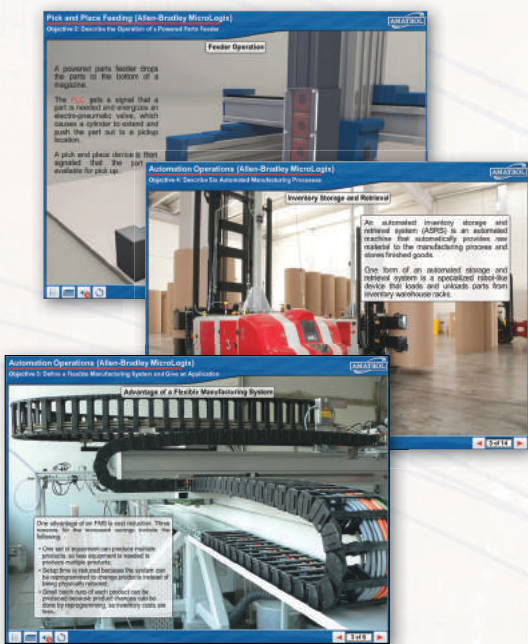 Pick and Place Feeding (Allen-Bradley MicroLogix)
AMATROL
Objective 2: Describe the Operation of a Powered Parts Feeder
Feeder Operation
A powered parts feeder drops
the parts to the bottom of a
magazine.
The PLC gets a signal that a
part is needed and energizes an
electro-pneumatic valve, which
causes a cylinder to extend and
push the part out to a pickup
location.
A pick and place device is then
signaled that the part
available for pick up.
Automation Operations (Allen-Bradley MicroLogix)
AMATROL
Objective 4: Describe Six Automated Manufacturing Processes
Inventory Storage and Retrieval
An automated inventory storage and
retrieval system (ASRS) is an automated
machine that automatically provides raw
material to the manufacturing process and
stores finished goods.
One form of an automated storage and
retrieval system is a specialized robot-like
device that loads and unloads parts from
inventory warehouse racks.
5 of 14
Automation Operations (Allen-Bradley MicroLogix)
AMATROL
Objective 3: Define a Flexible Manufacturing System and Give an Application
Advantage of a Flexible Manufacturing System
One advantage of an FMS is cost reduction. Three
reasons for the increased savings include the
following:
• One set of equipment can produce multiple
products, so less equipment is needed to
produce multiple products.
• Setup time is reduced because the system can
be reprogrammed to change products instead of
being physically retooled.
• Small batch runs of each product can be
produced because product changes can be
done by reprogramming, so inventory costs are
less.
3 of 6